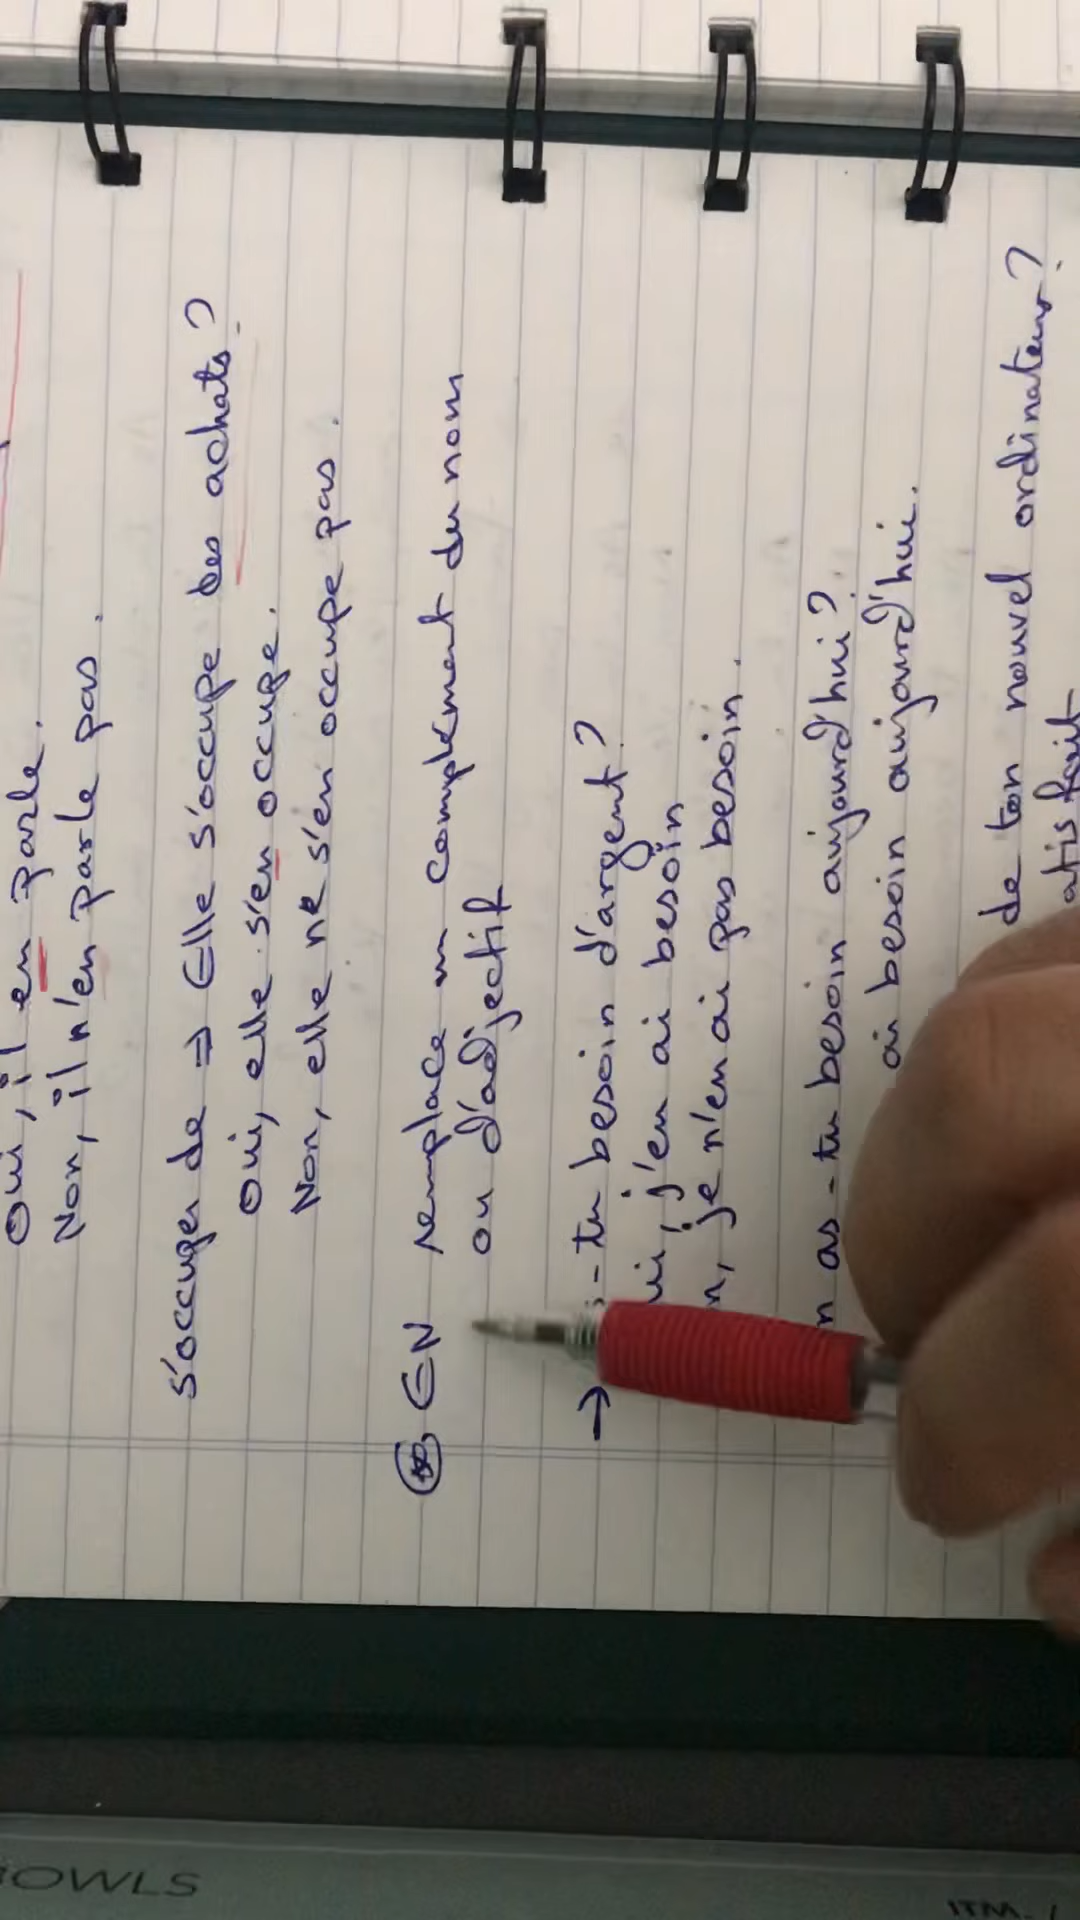 Oui, il en parle.
Non, il n'en parle pas.
s'occuper de ⇒ Elle s'occupe des achats ?
Oui, elle s'en occupe.
Non, elle ne s'en occupe pas.
EN remplace un complément du nom
ou d'adjectif
→ -tu besoin d'argent ?
j'en ai besoin
je n'en ai pas besoin.
as-tu besoin aujourd'hui ?
ai besoin aujourd'hui.
de ton nouvel ordinateur ?
BOWLS
ITM.